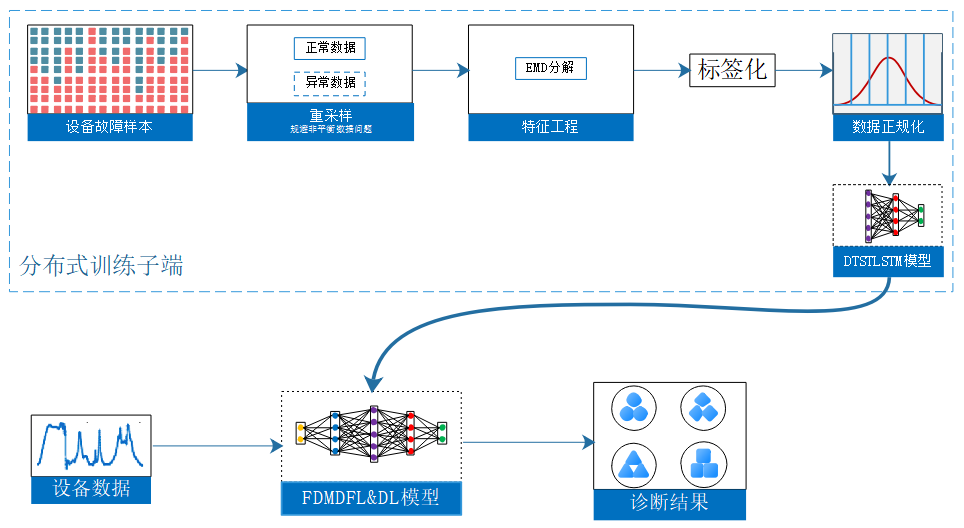 正常数据
异常数据
EMD分解
标签化
设备故障样本
重采样
规避非平衡数据问题
特征工程
数据正规化
DTSTLSTM模型
分布式训练子端
设备数据
FDMDFL&DL模型
诊断结果